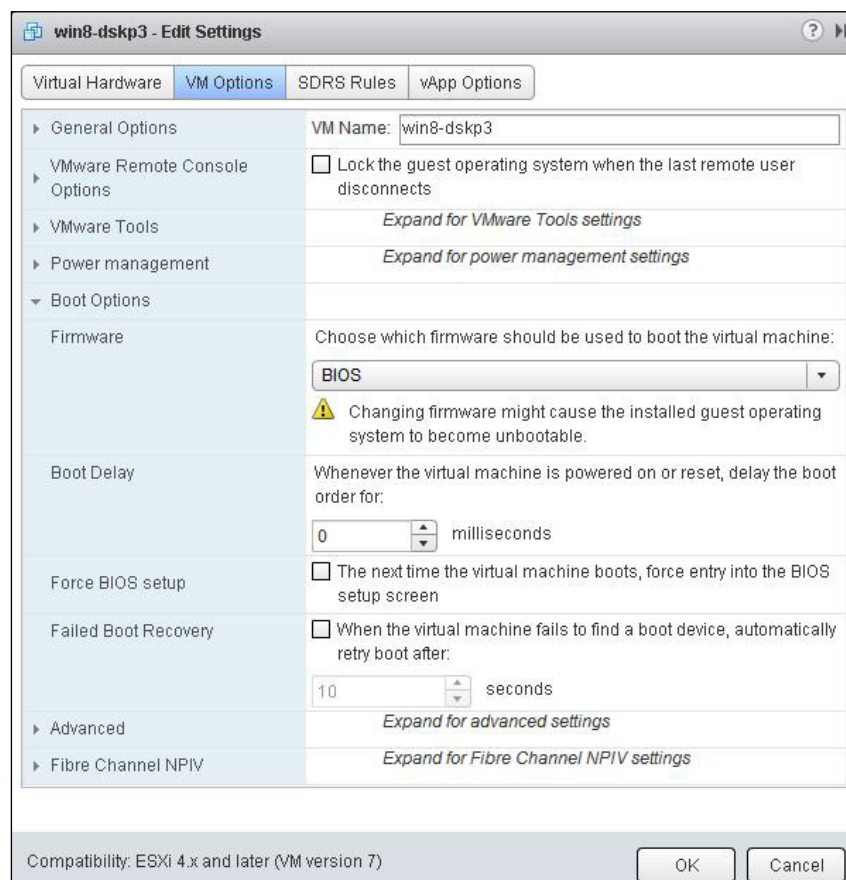 win8-dskp3 - Edit Settings
?
Virtual Hardware VM Options SDRS Rules vApp Options
General Options VM Name: win8-dskp3
VMware Remote Console Options Lock the guest operating system when the last remote user
disconnects
VMware Tools Expand for VMware Tools settings
Power management Expand for power management settings
Boot Options
Firmware Choose which firmware should be used to boot the virtual machine:
BIOS
Changing firmware might cause the installed guest operating
system to become unbootable.
Boot Delay Whenever the virtual machine is powered on or reset, delay the boot
order for:
0 milliseconds
Force BIOS setup The next time the virtual machine boots, force entry into the BIOS
setup screen
Failed Boot Recovery When the virtual machine fails to find a boot device, automatically
retry boot after:
10 seconds
Advanced Expand for advanced settings
Fibre Channel NPIV Expand for Fibre Channel NPIV settings
Compatibility: ESXi 4.x and later (VM version 7) OK Cancel